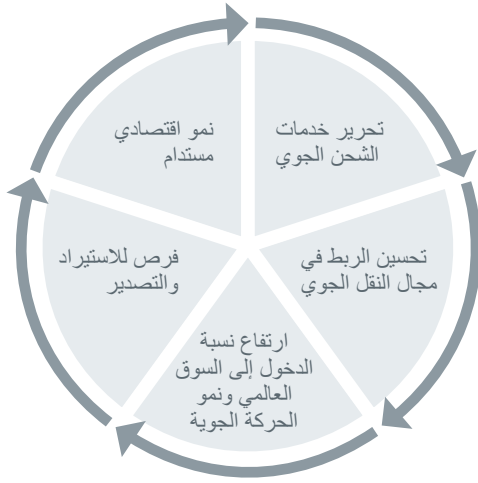 تحرير خدمات
الشحن الجوي
تحسين الربط في
مجال النقل الجوي
ارتفاع نسبة
الدخول إلى السوق
العالمي ونمو
الحركة الجوية
فرص للاستيراد
والتصدير
نمو اقتصادي
مستدام